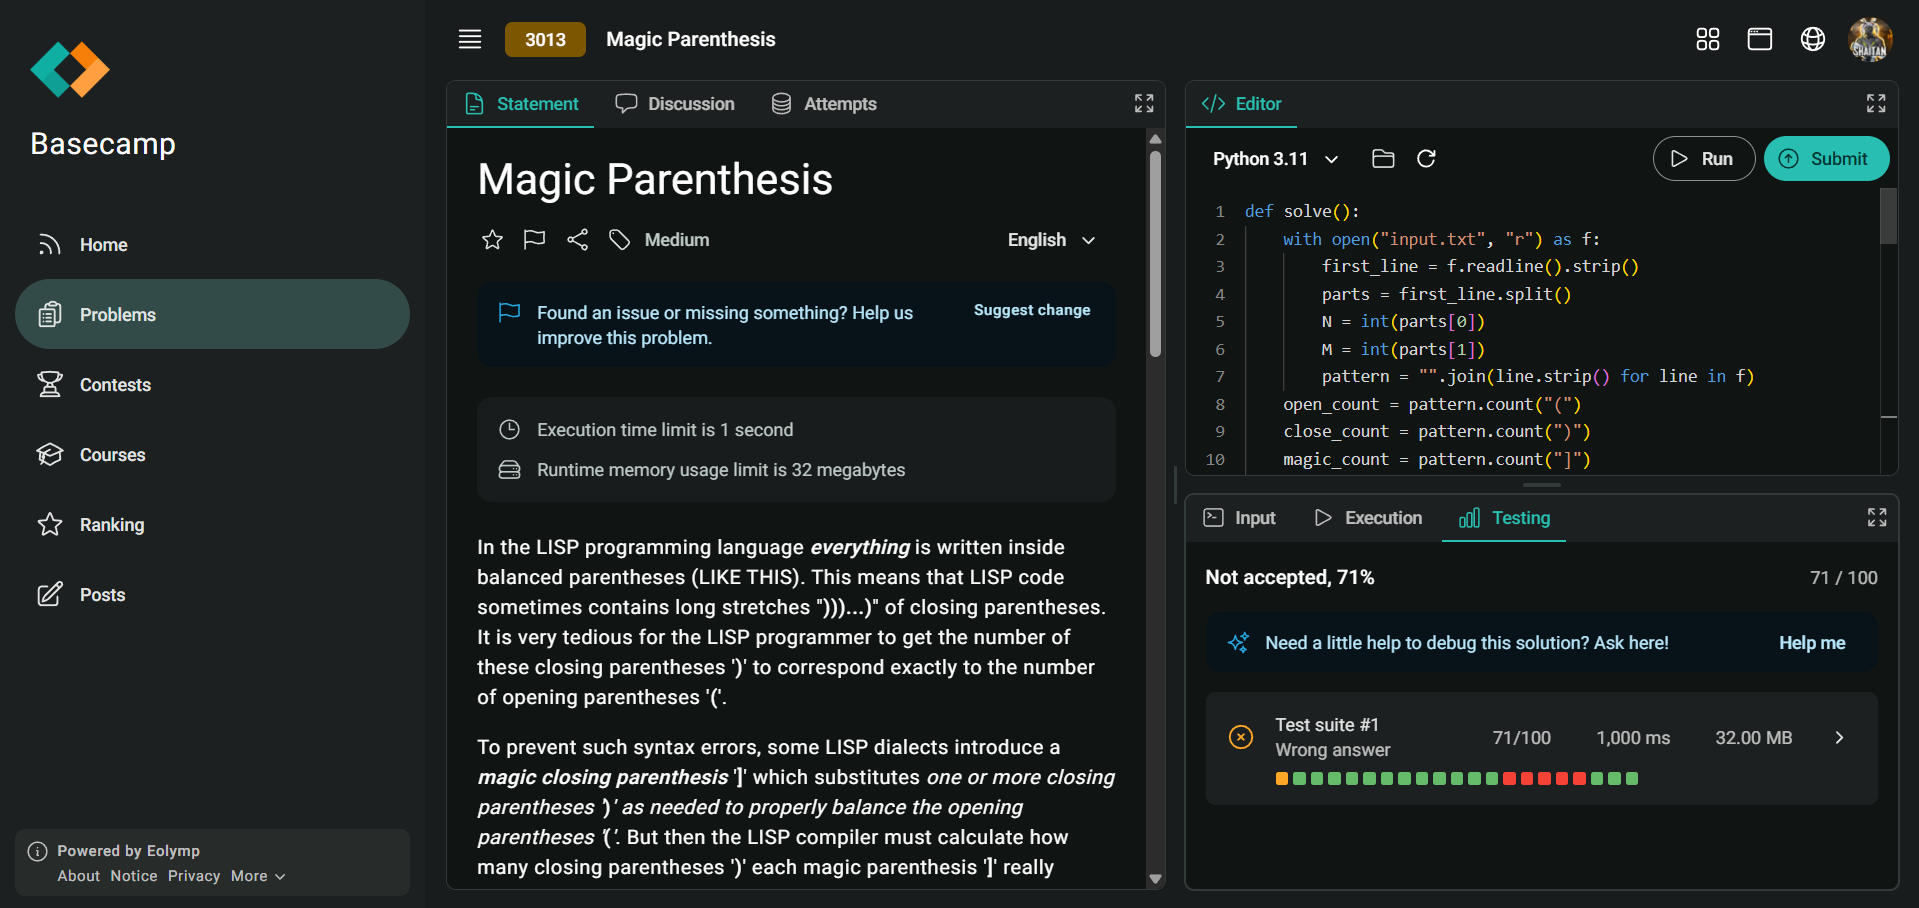 Basecamp
Home
Problems
Contests
Courses
Ranking
Posts
Powered by Eolymp
About Notice Privacy More
3013 Magic Parenthesis
SHAITAN
Statement Discussion Attempts
Magic Parenthesis
Medium
English
Found an issue or missing something? Help us
improve this problem.
Suggest change
Execution time limit is 1 second
Runtime memory usage limit is 32 megabytes
In the LISP programming language everything is written inside
balanced parentheses (LIKE THIS). This means that LISP code
sometimes contains long stretches ")))...)" of closing parentheses.
It is very tedious for the LISP programmer to get the number of
these closing parentheses ')' to correspond exactly to the number
of opening parentheses '('.
To prevent such syntax errors, some LISP dialects introduce a
magic closing parenthesis ']' which substitutes one or more closing
parentheses ')' as needed to properly balance the opening
parentheses '('. But then the LISP compiler must calculate how
many closing parentheses ')' each magic parenthesis ']' really
Editor
Python 3.11
Run
Submit
1 def solve():
2 with open("input.txt", "r") as f:
3 first_line = f.readline().strip()
4 parts = first_line.split()
5 N = int(parts[0])
6 M = int(parts[1])
7 pattern = "".join(line.strip() for line in f)
8 open_count = pattern.count("(")
9 close_count = pattern.count(")")
10 magic_count = pattern.count("]")
Input Execution Testing
Not accepted, 71%
71 / 100
Need a little help to debug this solution? Ask here!
Help me
Test suite #1
Wrong answer
71/100 1,000 ms 32.00 MB